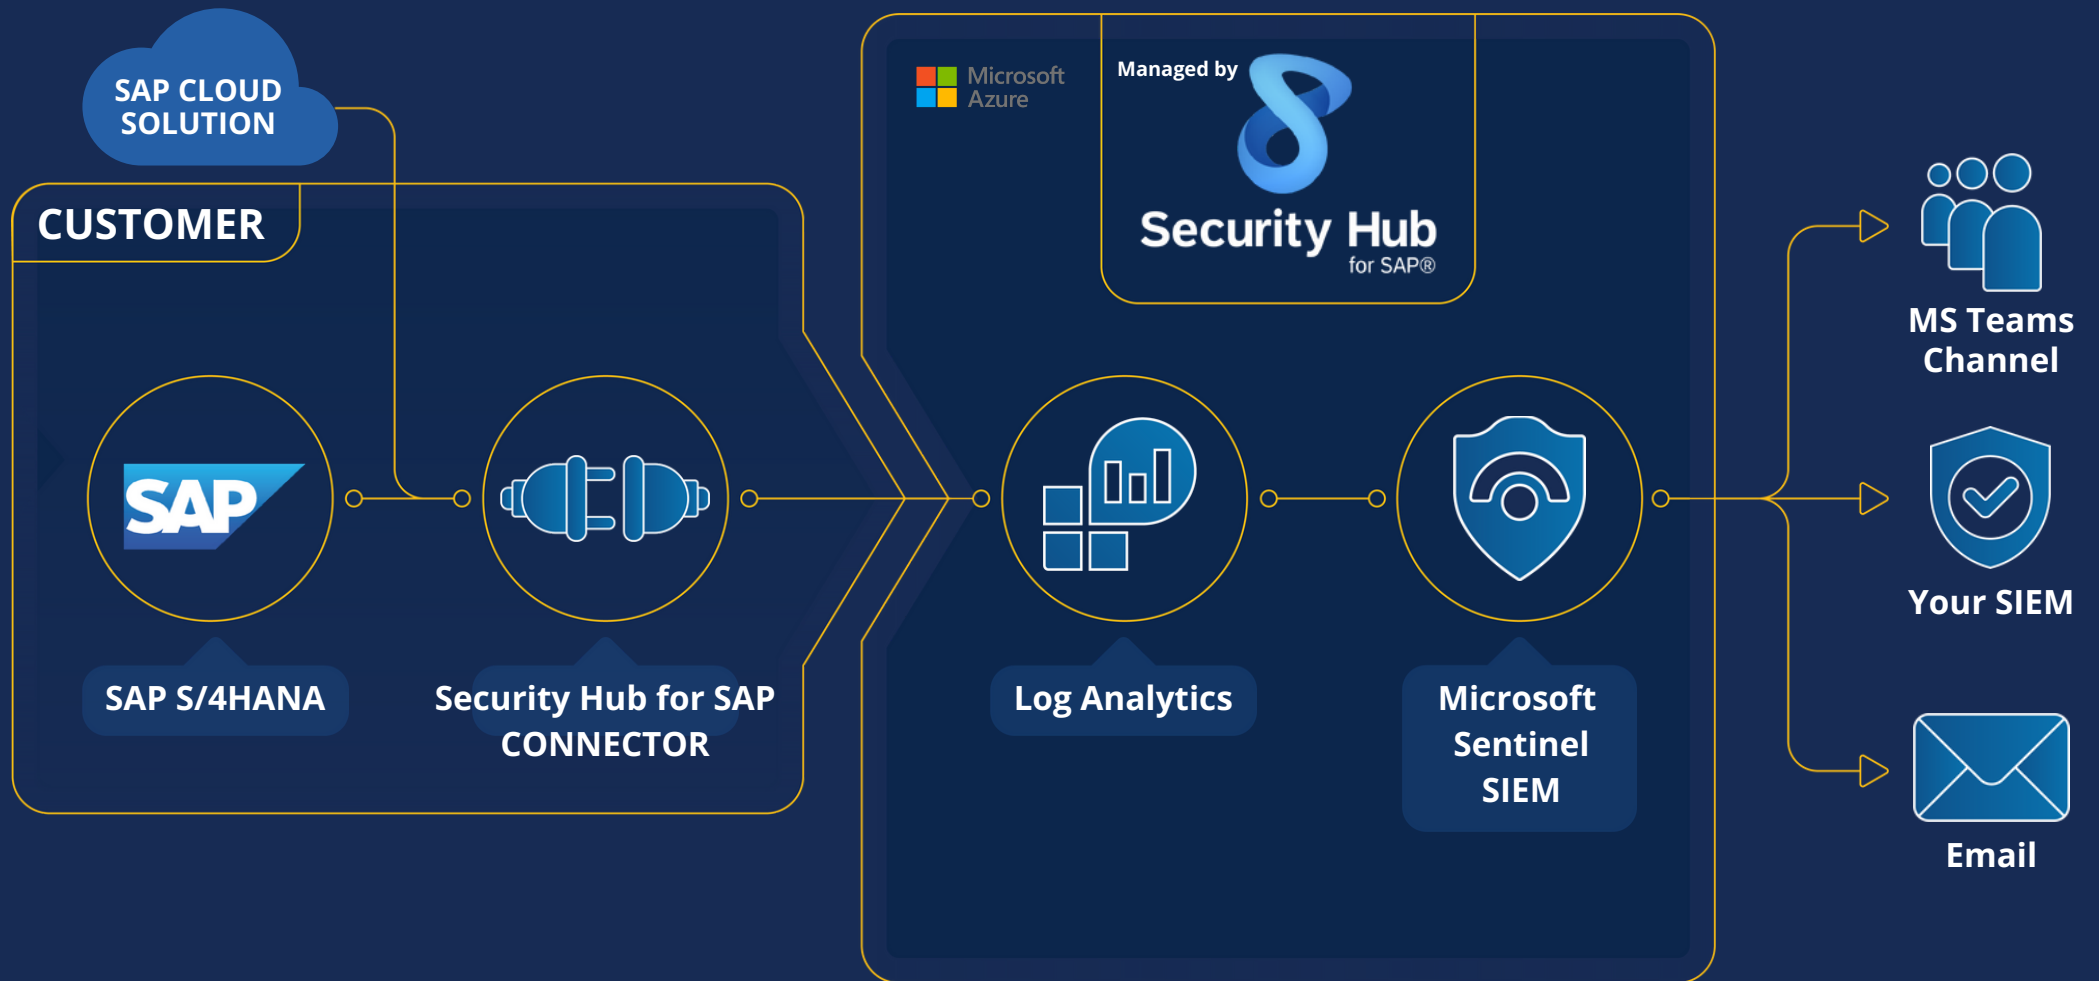 SAP CLOUD
SOLUTION
CUSTOMER
SAP
SAP S/4HANA
Security Hub for SAP
CONNECTOR
Microsoft
Azure
Managed by
Security Hub
for SAP®
Log Analytics
Microsoft
Sentinel
SIEM
MS Teams
Channel
Your SIEM
Email